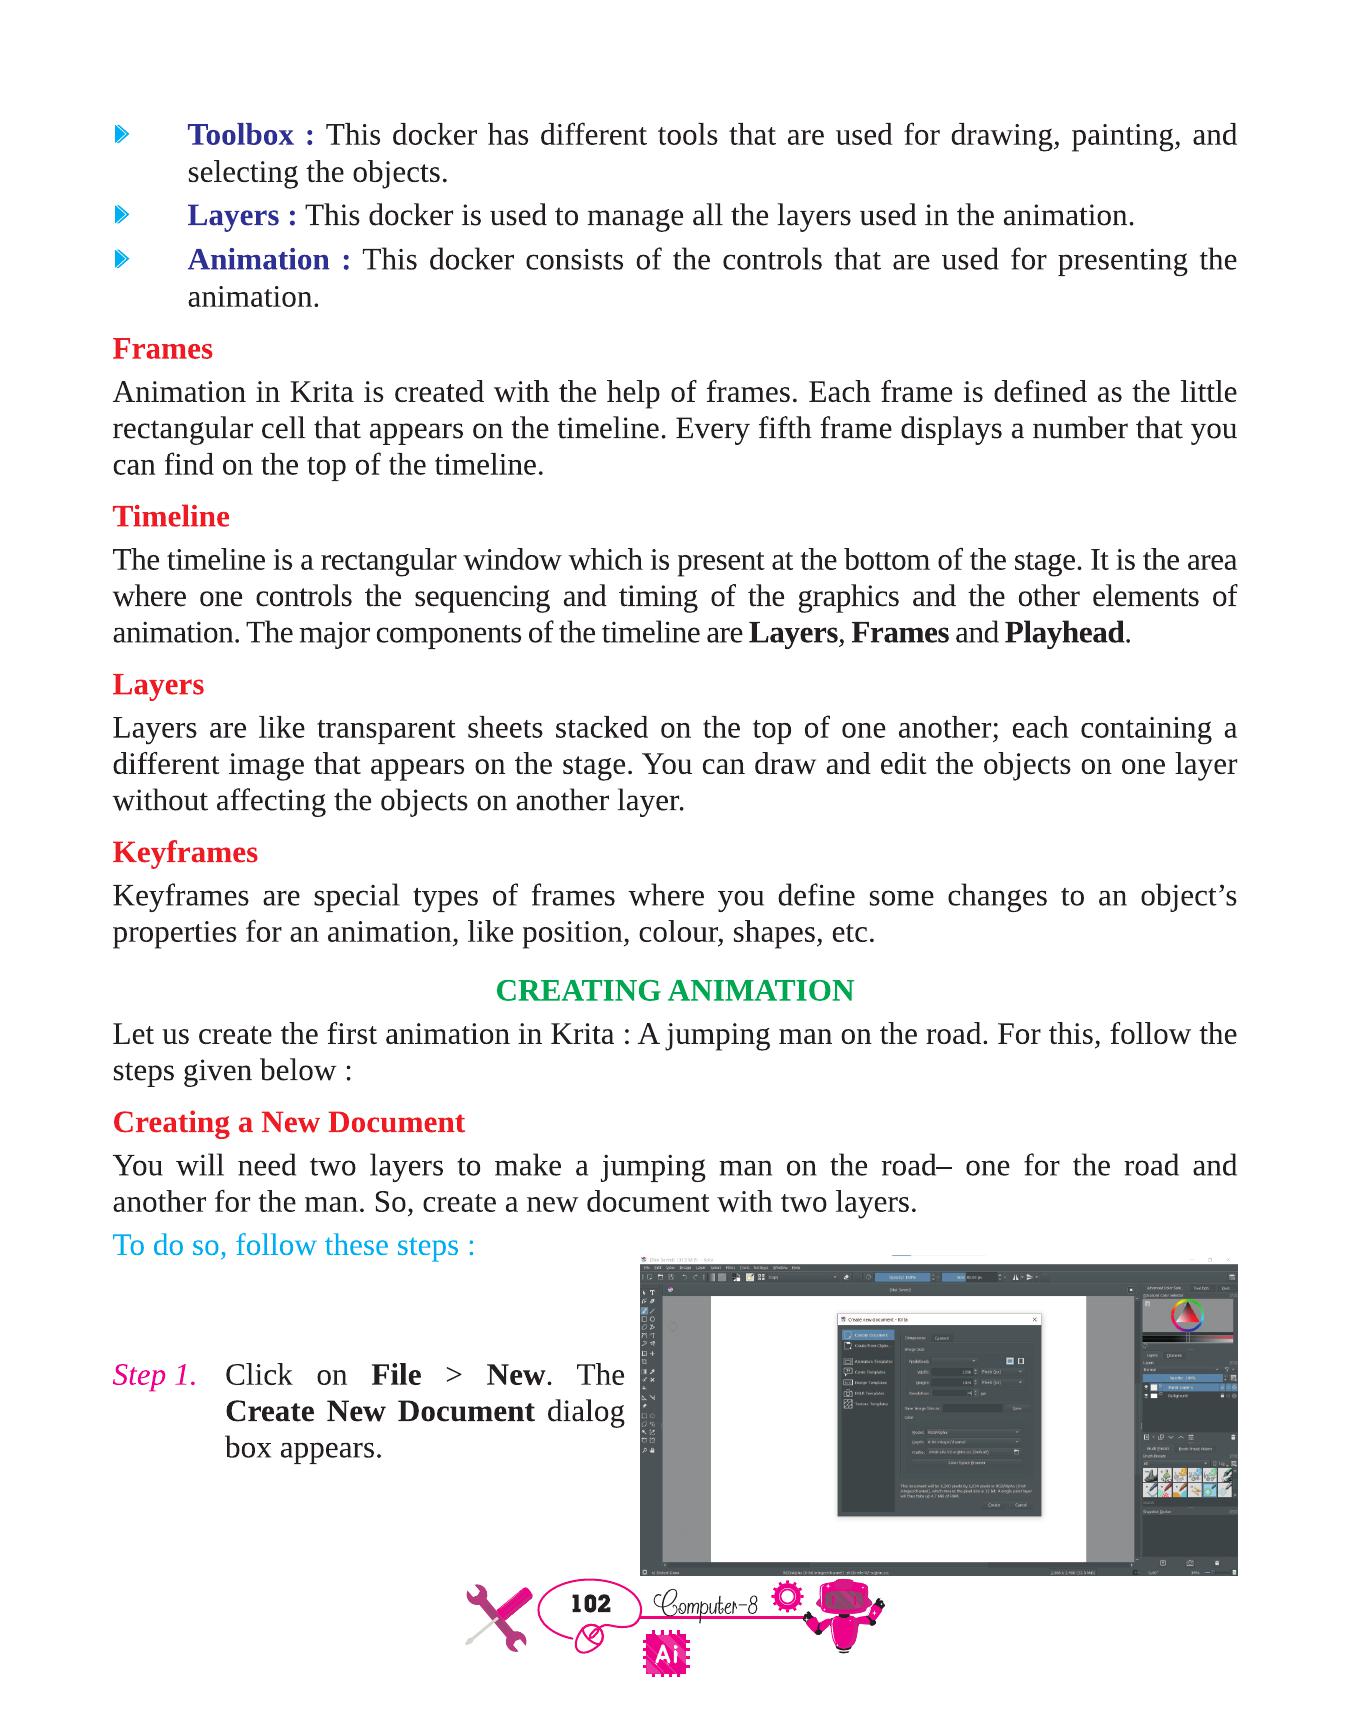 Toolbox : This docker has different tools that are used for drawing, painting, and
selecting the objects.
Layers : This docker is used to manage all the layers used in the animation.
Animation : This docker consists of the controls that are used for presenting the
animation.
Frames
Animation in Krita is created with the help of frames. Each frame is defined as the little
rectangular cell that appears on the timeline. Every fifth frame displays a number that you
can find on the top of the timeline.
Timeline
The timeline is a rectangular window which is present at the bottom of the stage. It is the area
where one controls the sequencing and timing of the graphics and the other elements of
animation. The major components of the timeline are Layers, Frames and Playhead.
Layers
Layers are like transparent sheets stacked on the top of one another; each containing a
different image that appears on the stage. You can draw and edit the objects on one layer
without affecting the objects on another layer.
Keyframes
Keyframes are special types of frames where you define some changes to an object’s
properties for an animation, like position, colour, shapes, etc.
CREATING ANIMATION
Let us create the first animation in Krita : A jumping man on the road. For this, follow the
steps given below :
Creating a New Document
You will need two layers to make a jumping man on the road– one for the road and
another for the man. So, create a new document with two layers.
To do so, follow these steps :
Step 1. Click on File > New. The
Create New Document dialog
box appears.
Create new document - Krita
102
Computer-8
Ai